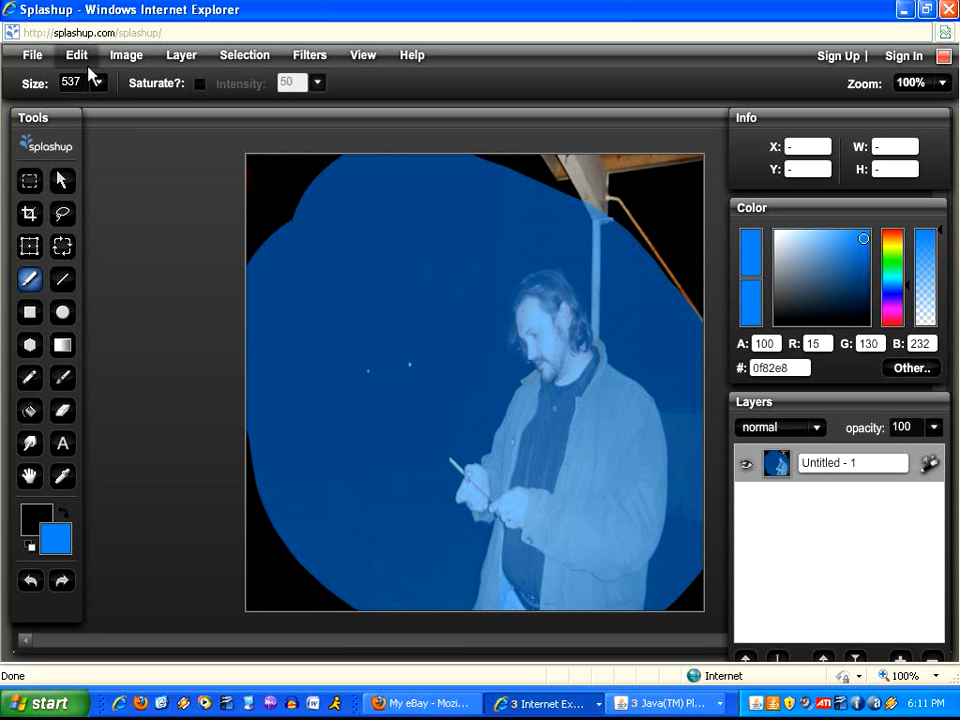 Splashup - Windows Internet Explorer
http://splashup.com/splashup/
File Edit Image Layer Selection Filters View Help Sign Up | Sign In
Size: 537 Saturate?: Intensity: 50 Zoom: 100%
Tools
splashup
A
Info
X: - W: -
Y: - H: -
Color
A: 100 R: 15 G: 130 B: 232
#: 0f82e8 Other..
Layers
normal opacity: 100
Untitled - 1
Done Internet 100%
start My eBay - Mozi... 3 Internet Ex... 3 Java(TM) Pl... 6:11 PM